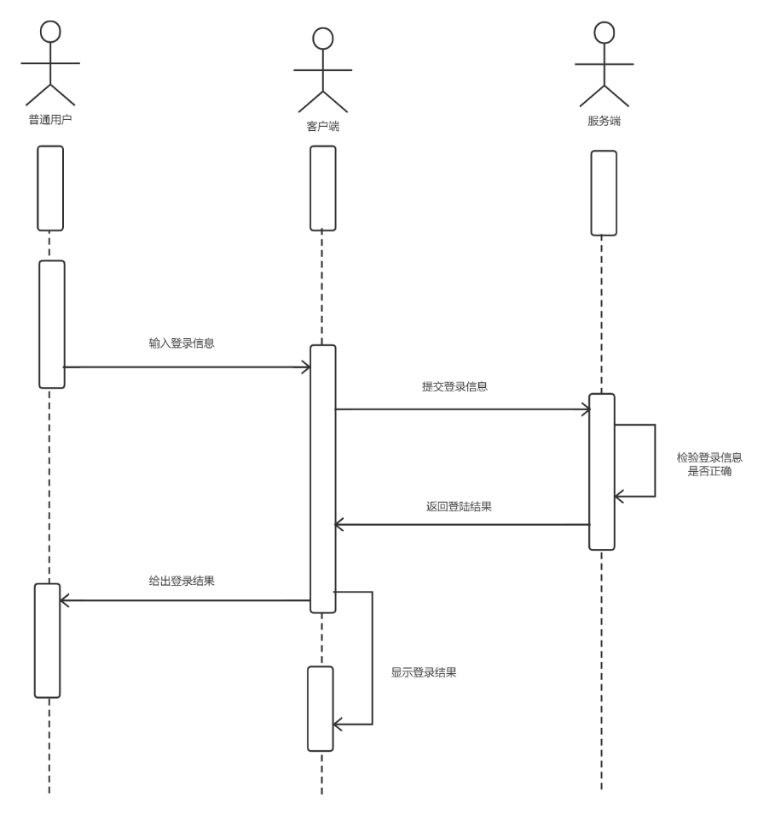 普通用户
客户端
服务端
输入登录信息
提交登录信息
检验登录信息
是否正确
返回登陆结果
给出登录结果
显示登录结果